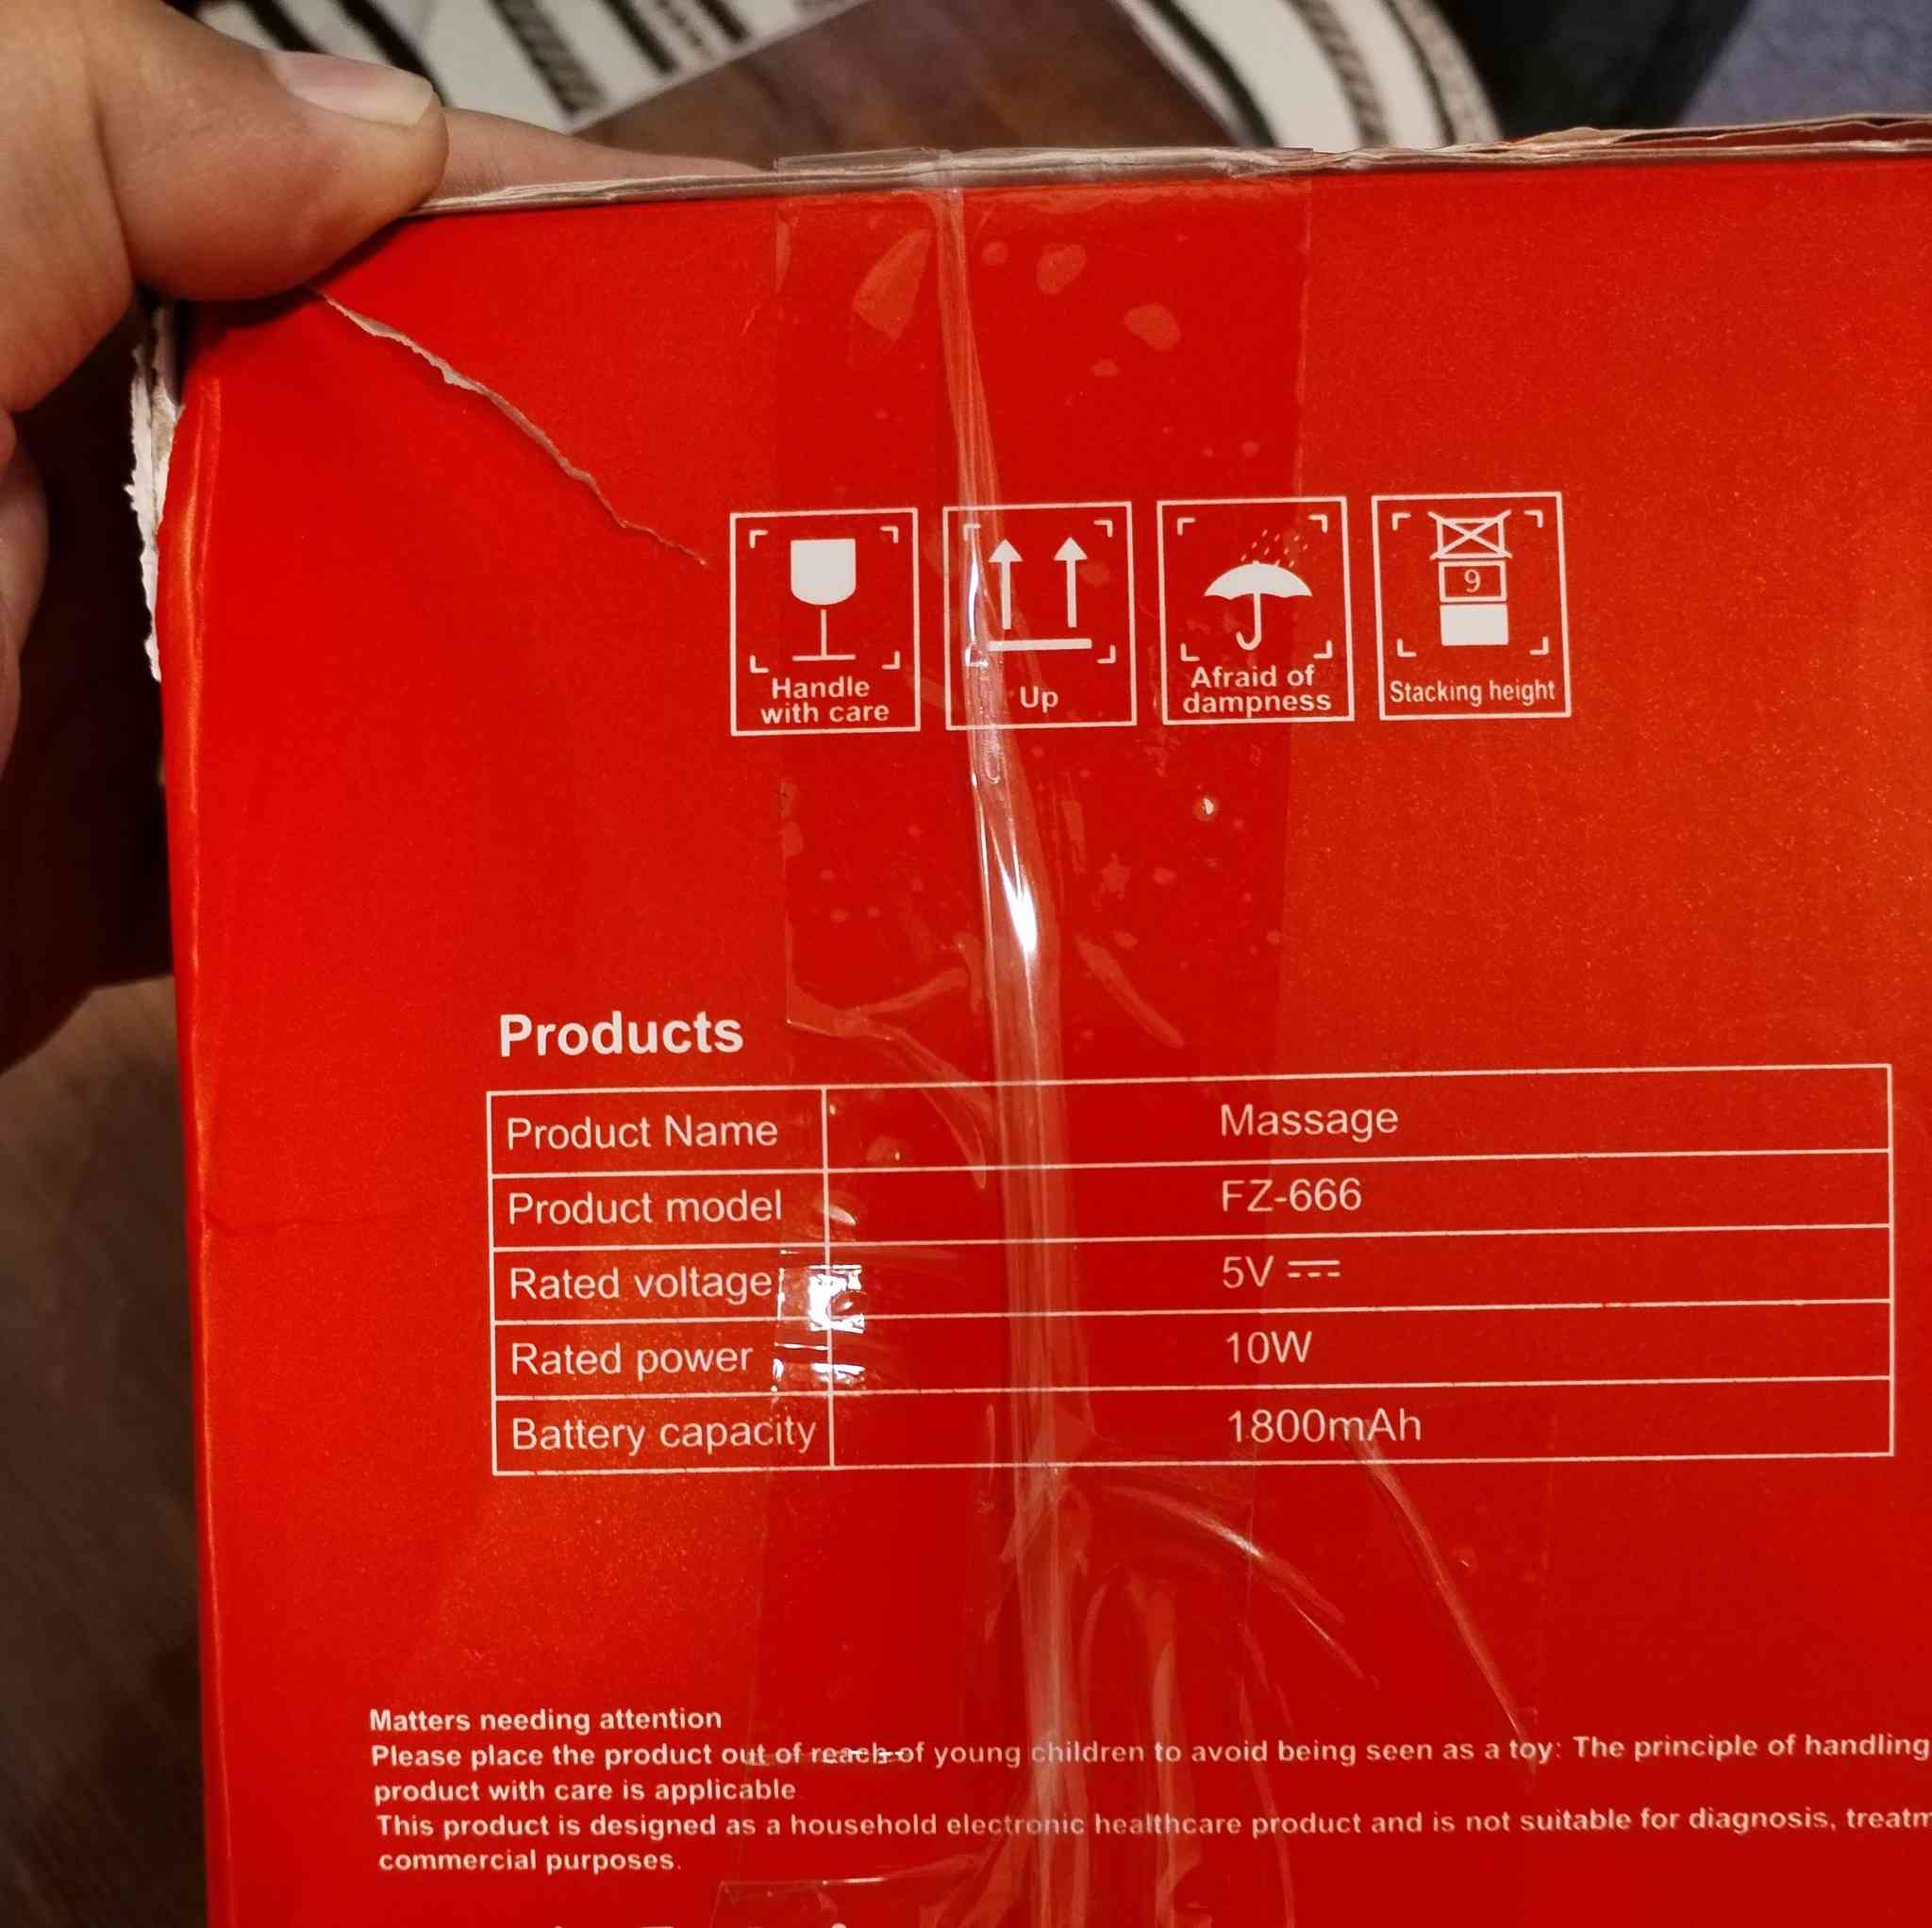 9
Handle
with care
Up
Afraid of
dampness
Stacking height
Products
Product Name Massage
Product model FZ-666
Rated voltage 5V
Rated power 10W
Battery capacity 1800mAh
Matters needing attention
Please place the product out of reach of young children to avoid being seen as a toy: The principle of handling
product with care is applicable
This product is designed as a household electronic healthcare product and is not suitable for diagnosis, treatm
commercial purposes.